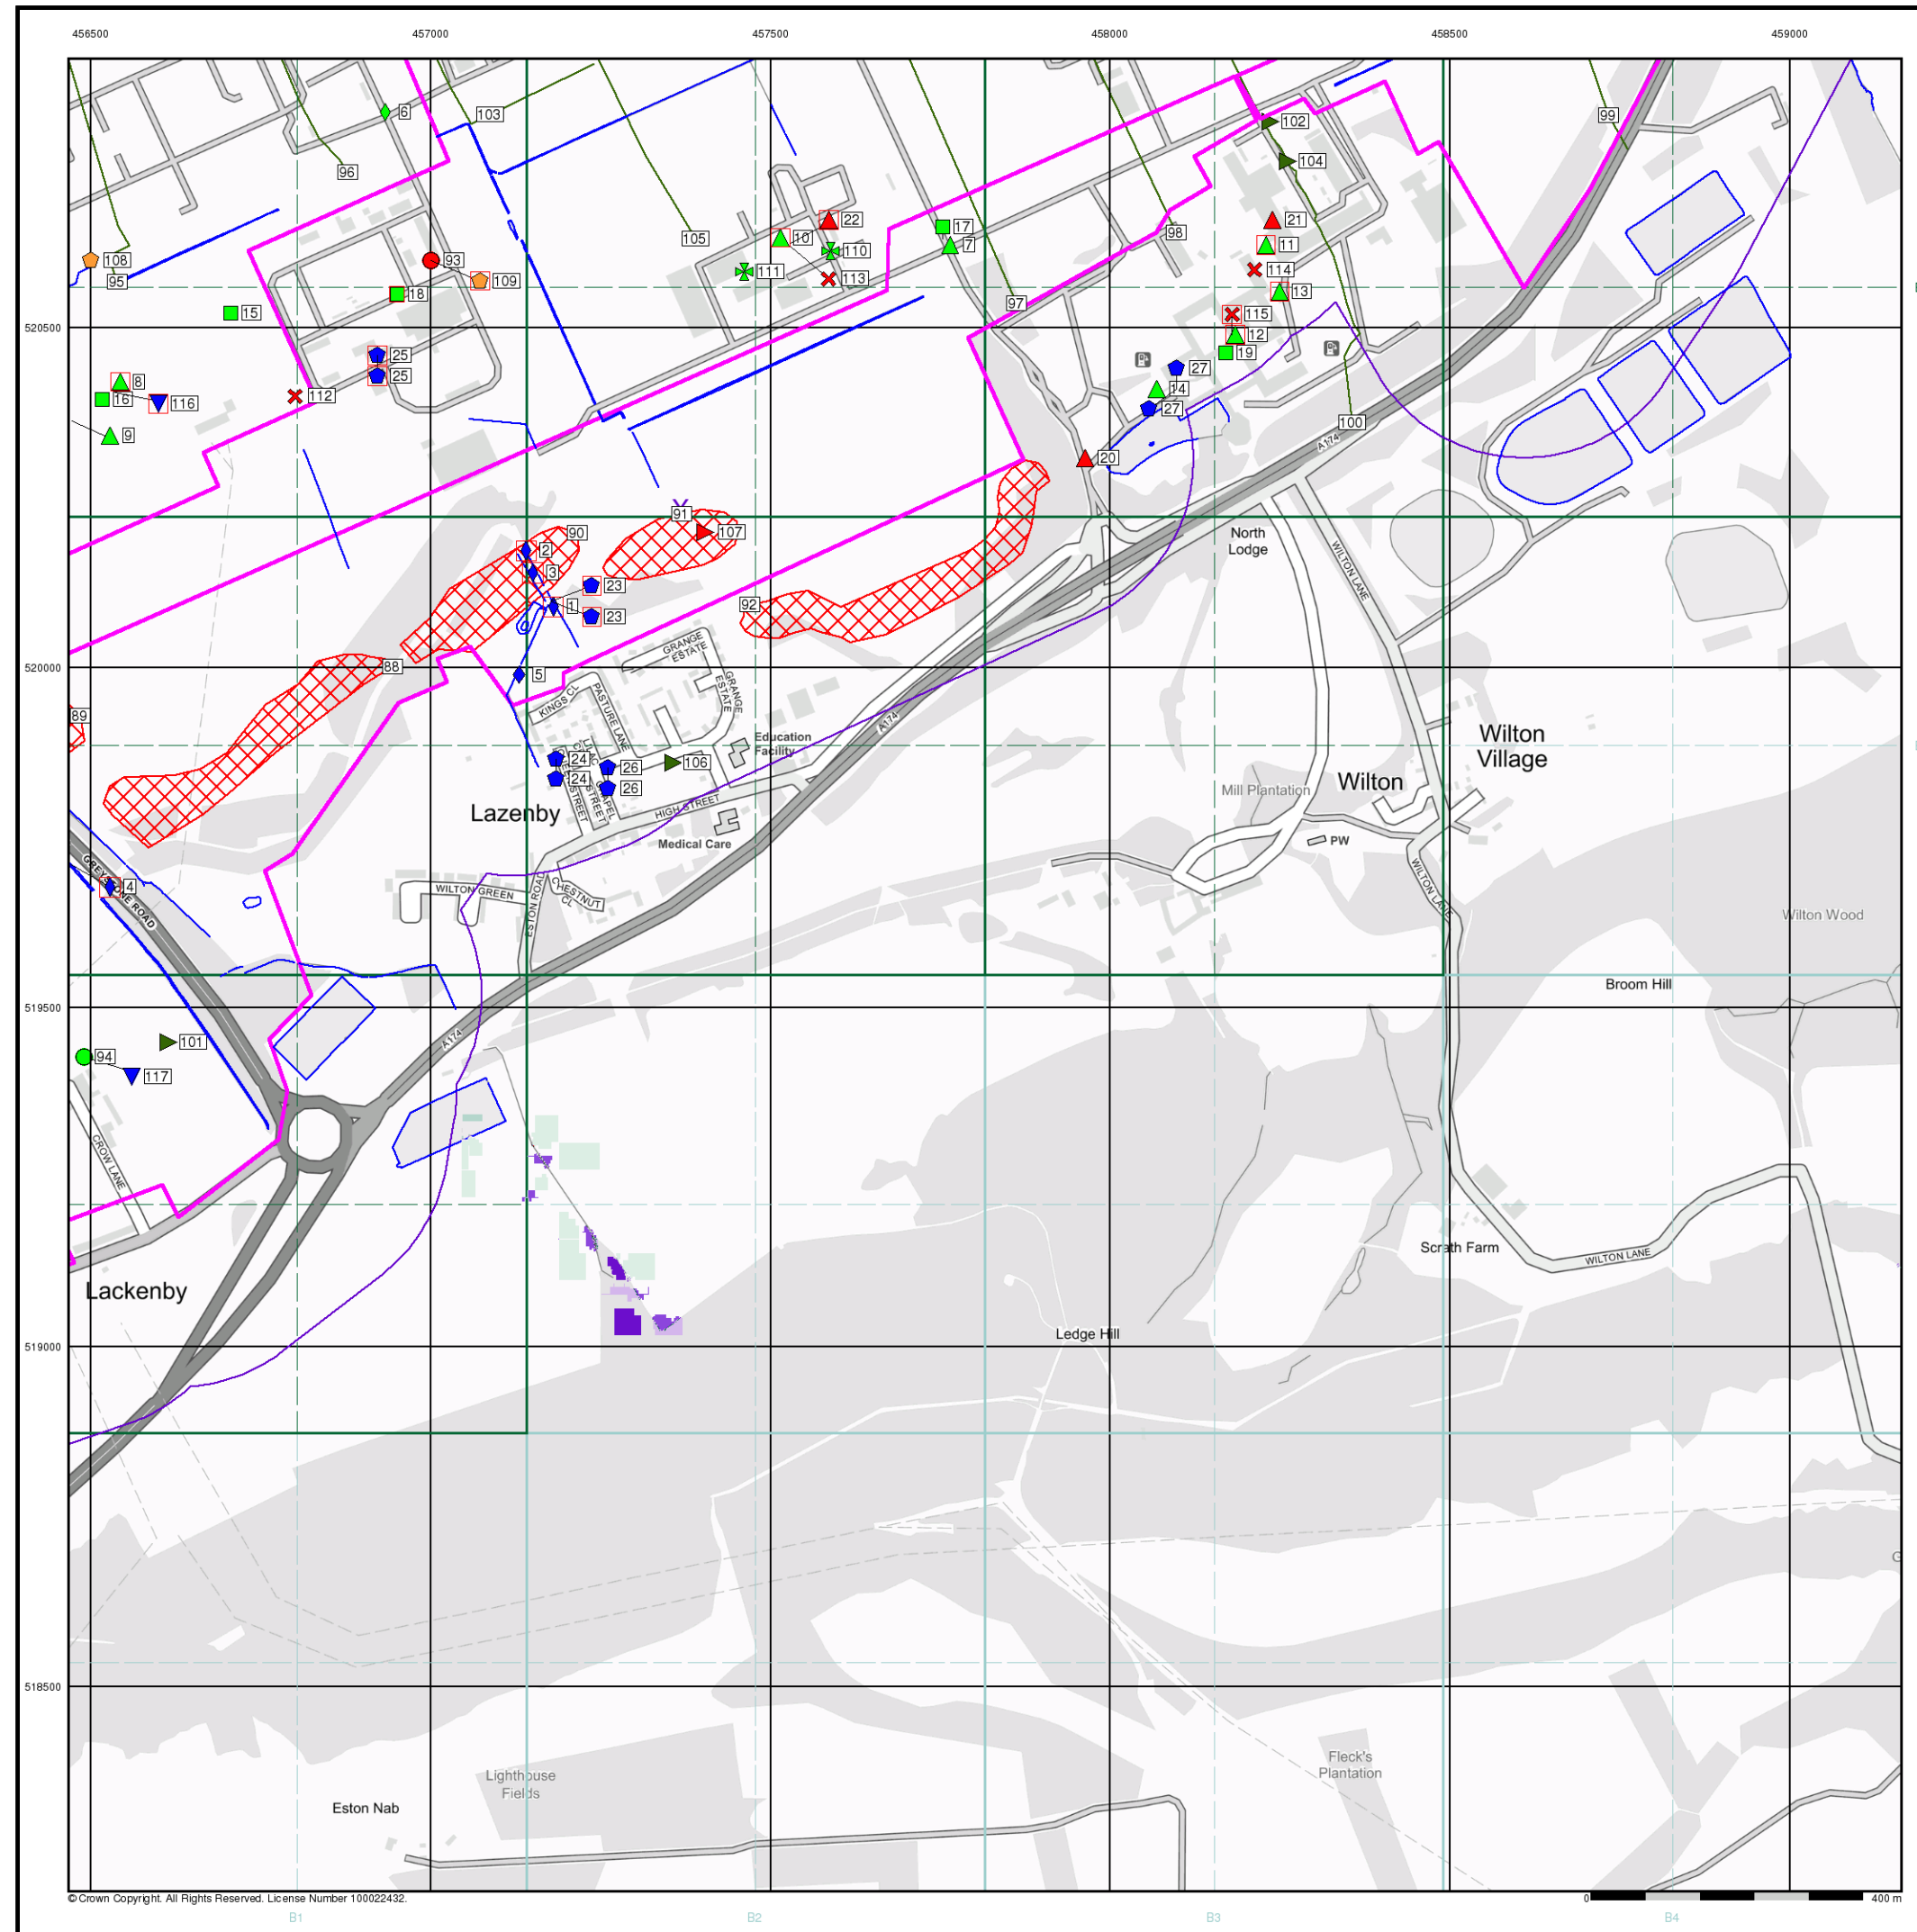 456500 457000 457500 458000 458500 459000
6
103
102
99
96
104
22
21
17
98
105
10
7
11
108
93
110
95
109
111
113
114
13
97
18
15
115
520500
12
25
19
27
25
8
112
14
16
116
27
100
9
A174
20
91
90
107
North
Lodge
2
WILTON LANE
3
23
92
1
23
GRANGE
ESTATE
520000
88
5
GRANGE
ESTATE
KINGS CL
PASTURE LANE
89
A174
Education
Facility
Wilton
Village
24
106
26
24
26
Wilton
Mill Plantation
HIGH STREET
Lazenby
CHAPEL
STREET
PW
Medical Care
GREYSTONE ROAD
4
WILTON GREEN
CHESTNUT
CL
ESTON ROAD
WILTON LANE
Wilton Wood
Broom Hill
519500
101
A174
94
117
CROW LANE
Scrath Farm
WILTON LANE
Lackenby
Ledge Hill
519000
G
518500
Fleck's
Plantation
Lighthouse
Fields
Eston Nab
© Crown Copyright. All Rights Reserved. License Number 100022432.
0 400 m
B1 B2 B3 B4